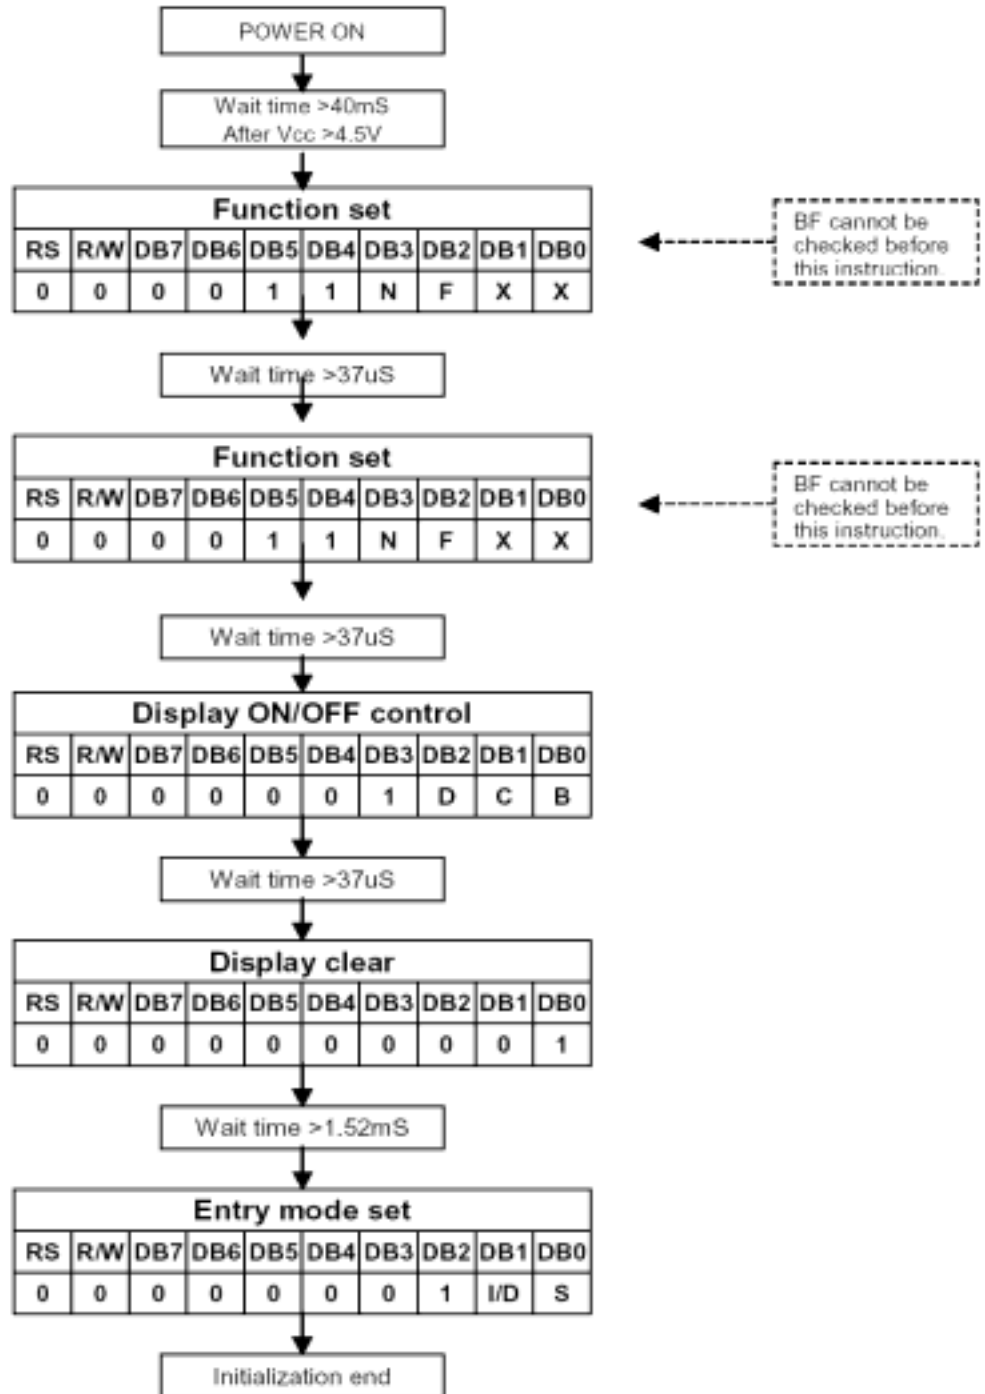 POWER ON
Wait time >40mS
After Vcc >4.5V
Function set
RS R/W DB7 DB6 DB5 DB4 DB3 DB2 DB1 DB0
0 0 0 0 1 1 N F X X
BF cannot be
checked before
this instruction.
Wait time >37uS
Function set
RS R/W DB7 DB6 DB5 DB4 DB3 DB2 DB1 DB0
0 0 0 0 1 1 N F X X
BF cannot be
checked before
this instruction.
Wait time >37uS
Display ON/OFF control
RS R/W DB7 DB6 DB5 DB4 DB3 DB2 DB1 DB0
0 0 0 0 0 0 1 D C B
Wait time >37uS
Display clear
RS R/W DB7 DB6 DB5 DB4 DB3 DB2 DB1 DB0
0 0 0 0 0 0 0 0 0 1
Wait time >1.52mS
Entry mode set
RS R/W DB7 DB6 DB5 DB4 DB3 DB2 DB1 DB0
0 0 0 0 0 0 0 1 I/D S
Initialization end